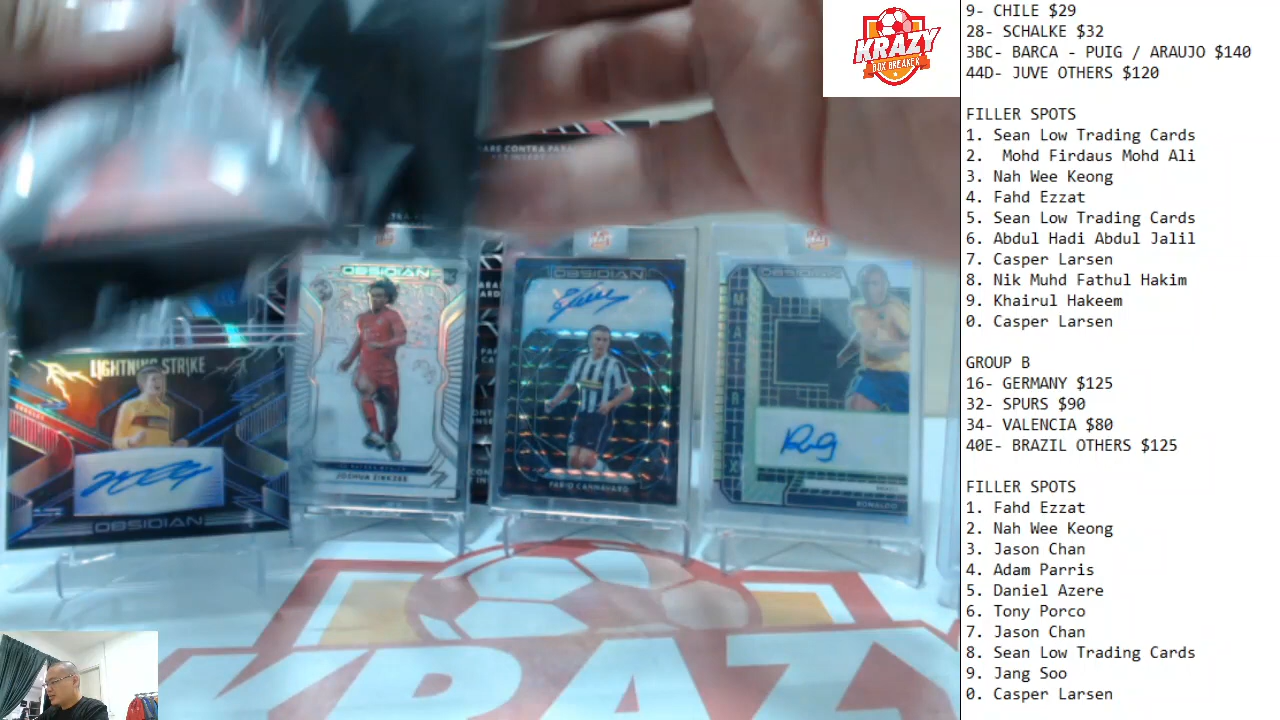 KRAZY
BOX BREAKER
9- CHILE $29
28- SCHALKE $32
3BC- BARCA - PUIG / ARAUJO $140
44D- JUVE OTHERS $120
FILLER SPOTS
1. Sean Low Trading Cards
2.  Mohd Firdaus Mohd Ali
3. Nah Wee Keong
4. Fahd Ezzat
5. Sean Low Trading Cards
6. Abdul Hadi Abdul Jalil
7. Casper Larsen
8. Nik Muhd Fathul Hakim
9. Khairul Hakeem
0. Casper Larsen
GROUP B
16- GERMANY $125
32- SPURS $90
34- VALENCIA $80
40E- BRAZIL OTHERS $125
FILLER SPOTS
1. Fahd Ezzat
2. Nah Wee Keong
3. Jason Chan
4. Adam Parris
5. Daniel Azere
6. Tony Porco
7. Jason Chan
8. Sean Low Trading Cards
9. Jang Soo
0. Casper Larsen
LIGHTNING STRIKE
OBSIDIAN
OBSIDIAN
JOSHUA ZIRKZEE
OBSIDIAN
FABIO CANNAVARO
OBSIDIAN
MATRIX
RONALDO
KRAZY